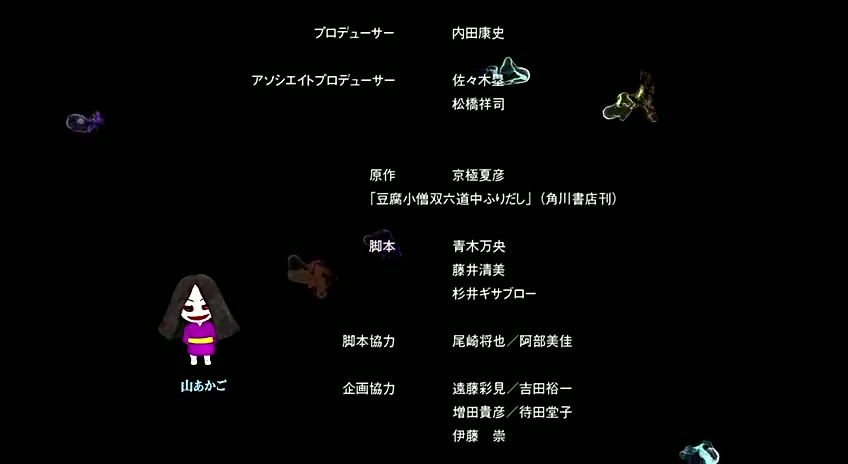 プロデューサー 内田康史
アソシエイトプロデューサー 佐々木塁
松橋祥司
原作 京極夏彦
「豆腐小僧双六道中ふりだし」(角川書店刊)
脚本 青木万央
藤井清美
杉井ギサブロー
脚本協力 尾崎将也／阿部美佳
企画協力 遠藤彩見／吉田裕一
増田貴彦／待田堂子
伊藤 崇
山あかご